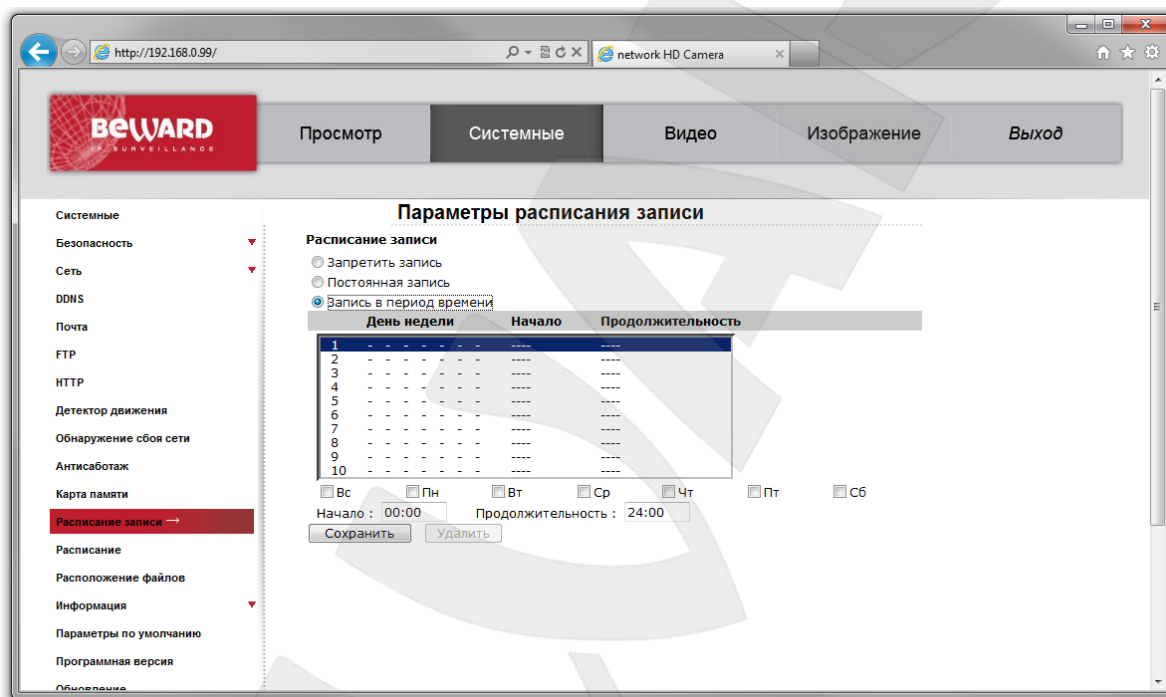 http://192.168.0.99/
network HD Camera
BEWARD
IP SURVEILLANCE
Просмотр Системные Видео Изображение Выход
Параметры расписания записи
Системные
Безопасность
Сеть
DDNS
Почта
FTP
HTTP
Детектор движения
Обнаружение сбоя сети
Антисаботаж
Карта памяти
Расписание записи →
Расписание
Расположение файлов
Информация
Параметры по умолчанию
Программная версия
Обновление
Расписание записи
Запретить запись
Постоянная запись
Запись в период времени
День недели Начало Продолжительность
1 - - - - - - - ---- ----
2 - - - - - - - ---- ----
3 - - - - - - - ---- ----
4 - - - - - - - ---- ----
5 - - - - - - - ---- ----
6 - - - - - - - ---- ----
7 - - - - - - - ---- ----
8 - - - - - - - ---- ----
9 - - - - - - - ---- ----
10 - - - - - - - ---- ----
Вс Пн Вт Ср Чт Пт Сб
Начало : 00:00 Продолжительность : 24:00
Сохранить Удалить